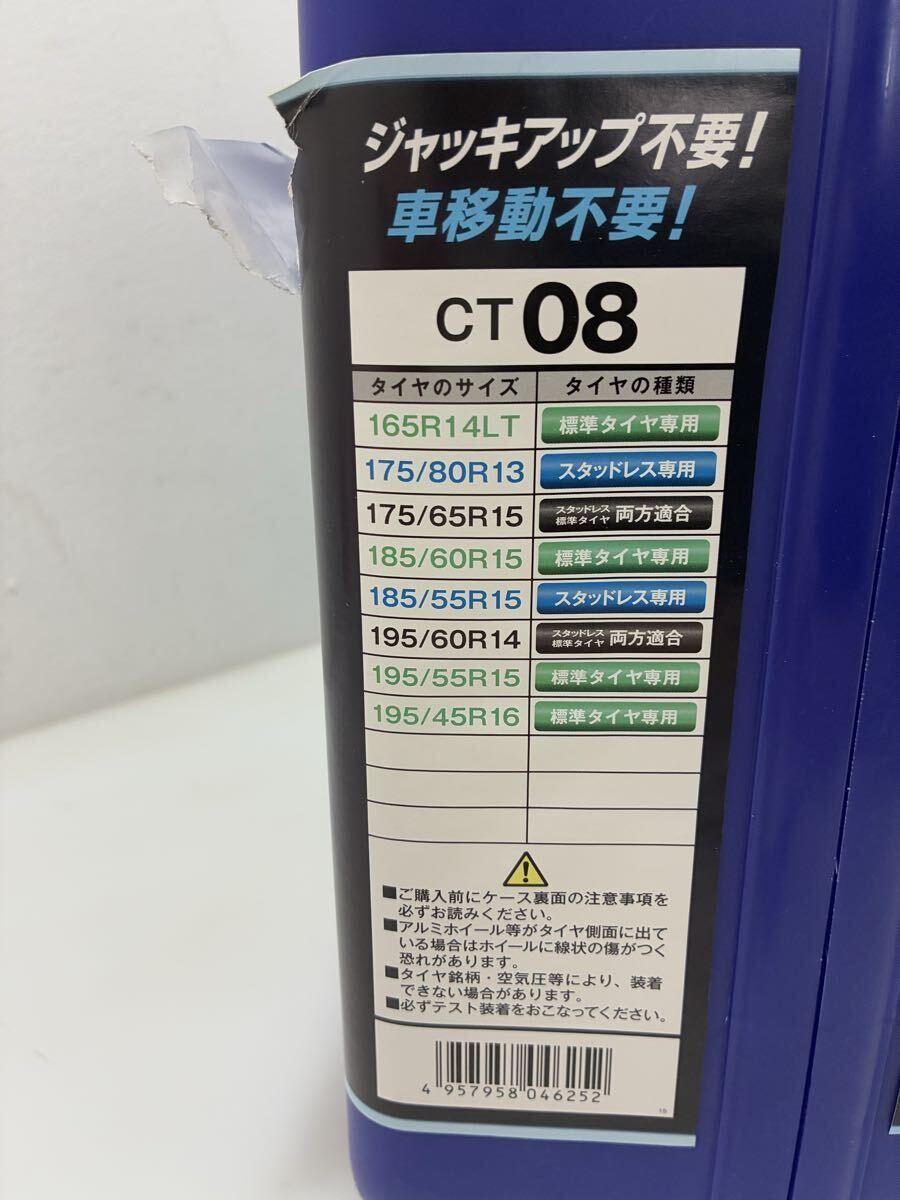 ジャッキアップ不要!
車移動不要!
CT 08
タイヤのサイズ タイヤの種類
165R14LT 標準タイヤ専用
175/80R13 スタッドレス専用
175/65R15 スタッドレス 標準タイヤ 両方適合
185/60R15 標準タイヤ専用
185/55R15 スタッドレス専用
195/60R14 スタッドレス 標準タイヤ 両方適合
195/55R15 標準タイヤ専用
195/45R16 標準タイヤ専用
■ご購入前にケース裏面の注意事項を
必ずお読みください。
■アルミホイール等がタイヤ側面に出て
いる場合はホイールに線状の傷がつく
恐れがあります。
■タイヤ銘柄・空気圧等により、装着
できない場合があります。
■必ずテスト装着をおこなってください。
4 957958 046252